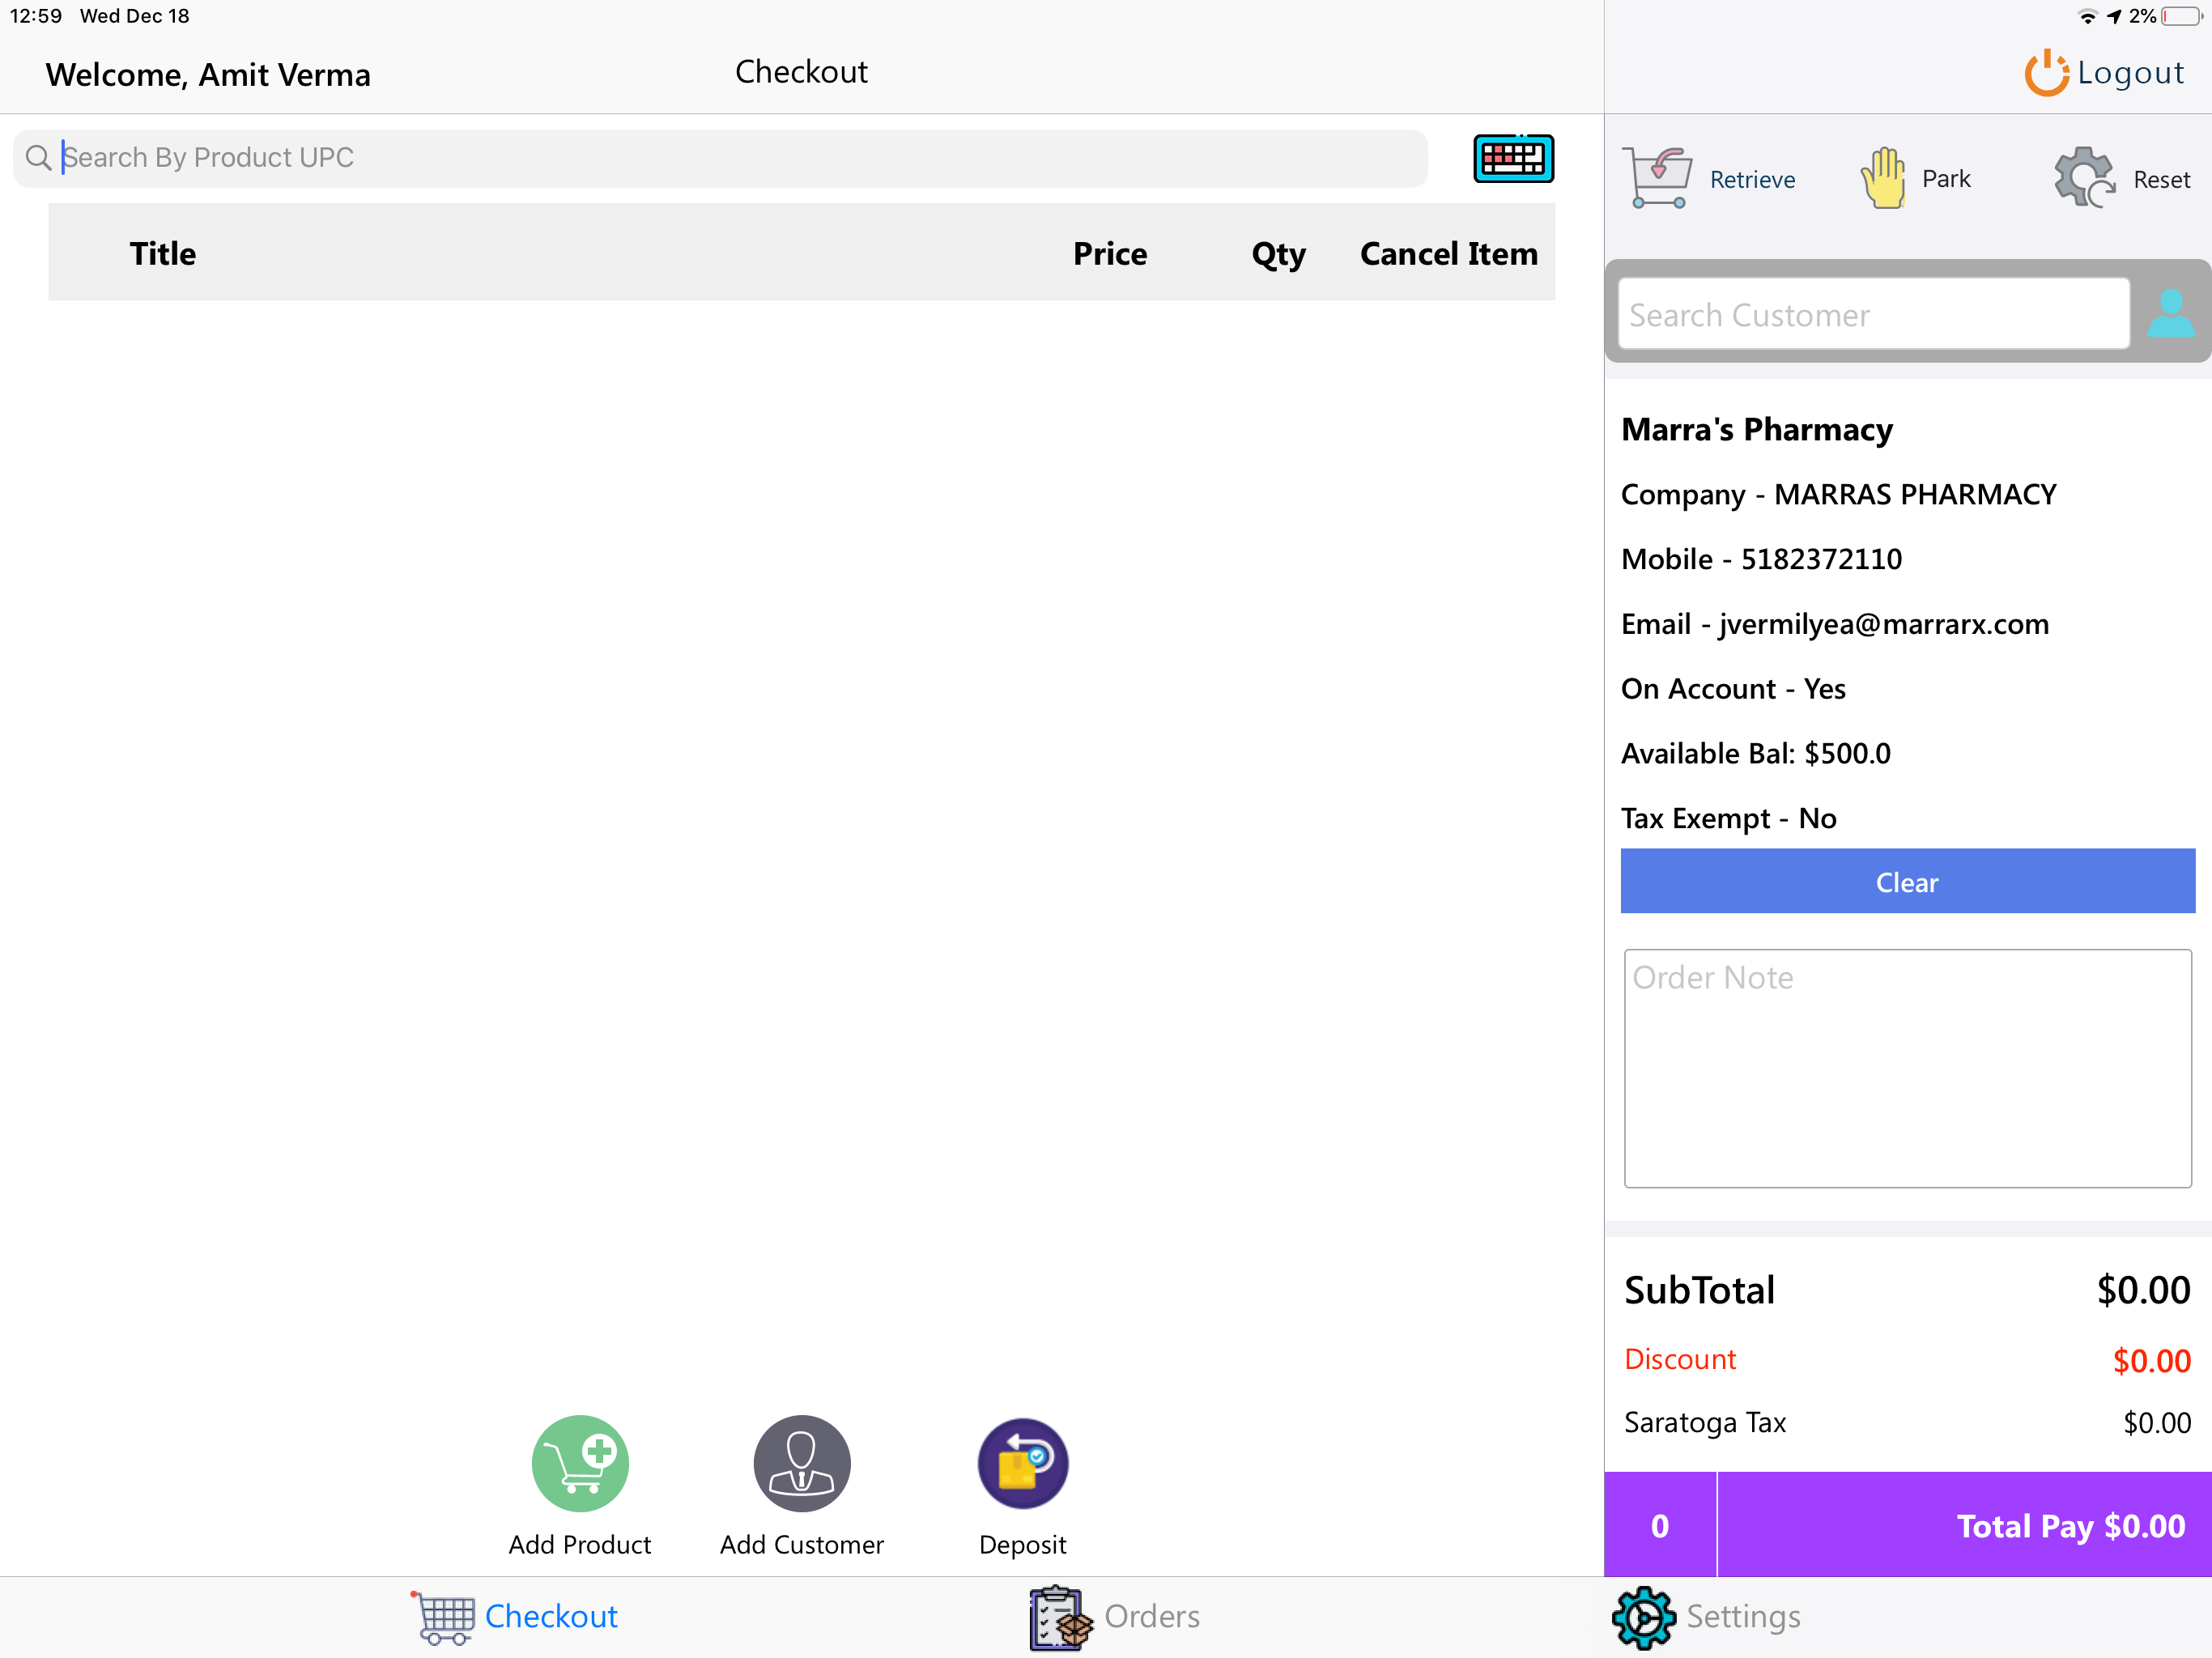 12:59 Wed Dec 18
2%
Welcome, Amit Verma
Checkout
Logout
Search By Product UPC
Retrieve
Park
Reset
Title Price Qty Cancel Item
Search Customer
Marra's Pharmacy
Company - MARRAS PHARMACY
Mobile - 5182372110
Email - jvermilyea@marrarx.com
On Account - Yes
Available Bal: $500.0
Tax Exempt - No
Clear
Order Note
SubTotal $0.00
Discount $0.00
Saratoga Tax $0.00
0 Total Pay $0.00
Add Product
Add Customer
Deposit
Checkout
Orders
Settings